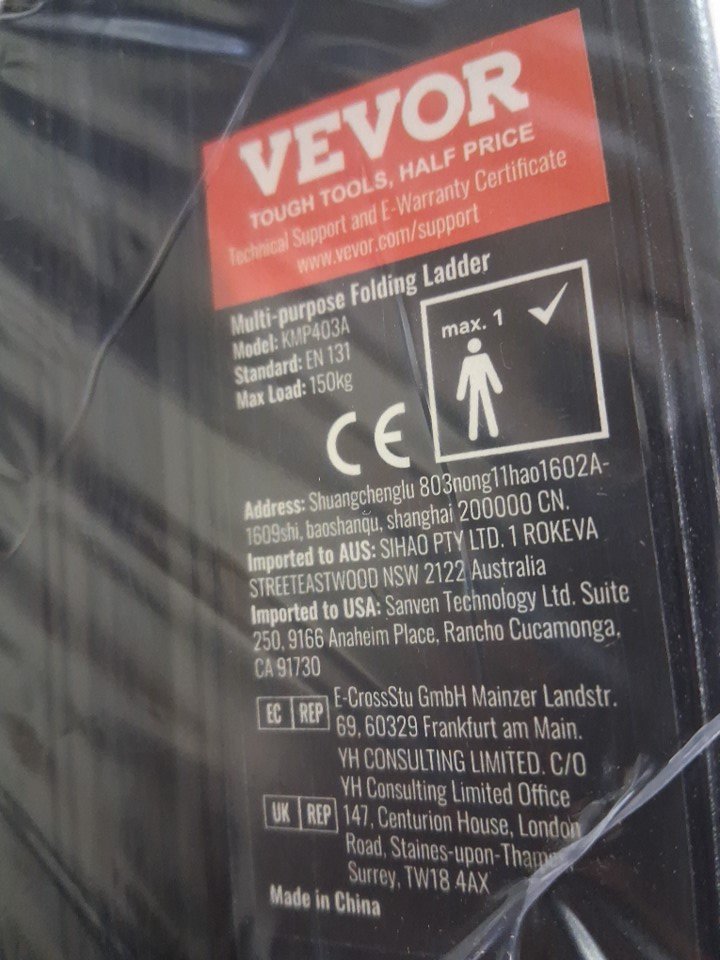 VEVOR
TOUGH TOOLS, HALF PRICE
Technical Support and E-Warranty Certificate
www.vevor.com/support
Multi-purpose Folding Ladder
Model: KMP403A
Standard: EN 131
Max Load: 150kg
max. 1
CE
Address: Shuangchenglu 803nong11hao1602A-
1609shi, baoshanqu, shanghai 200000 CN.
Imported to AUS: SIHAO PTY LTD. 1 ROKEVA
STREETEASTWOOD NSW 2122 Australia
Imported to USA: Sanven Technology Ltd. Suite
250, 9166 Anaheim Place, Rancho Cucamonga,
CA 91730
EC REP
E-CrossStu GmbH Mainzer Landstr.
69, 60329 Frankfurt am Main.
UK REP
YH CONSULTING LIMITED. C/O
YH Consulting Limited Office
147, Centurion House, London
Road, Staines-upon-Thames
Surrey, TW18 4AX
Made in China